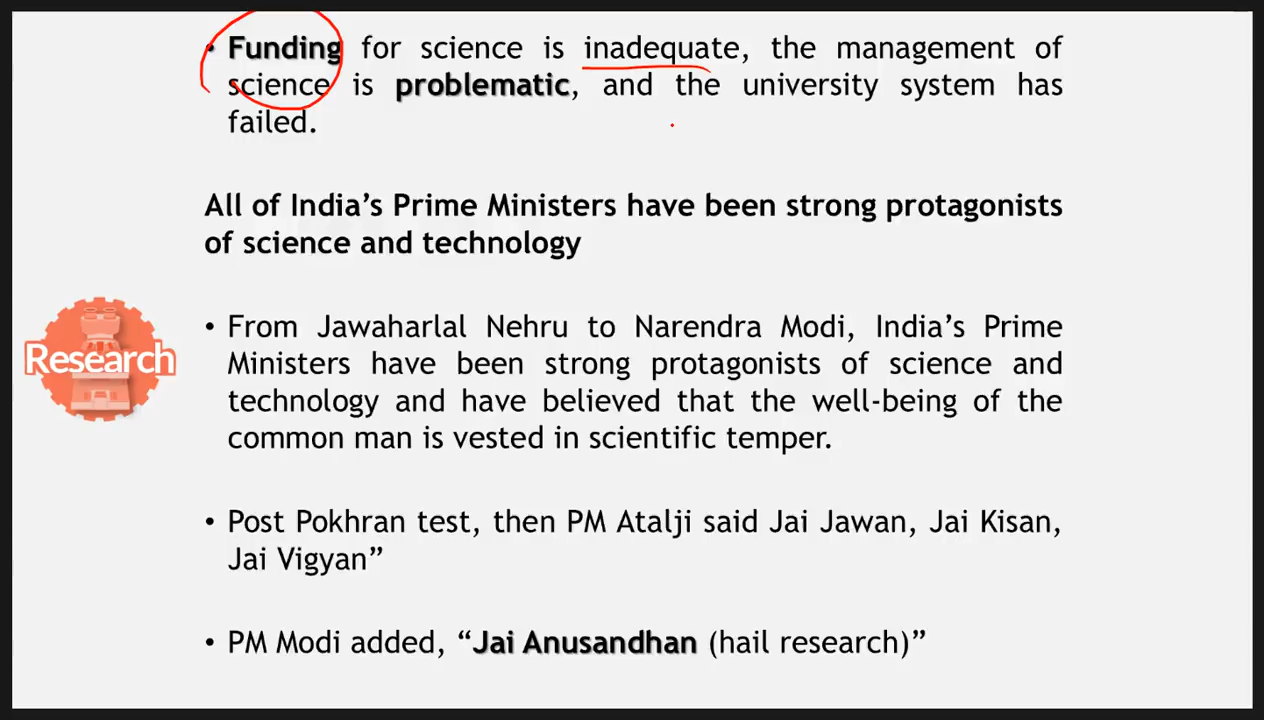 • Funding for science is inadequate, the management of
science is problematic, and the university system has
failed.
All of India’s Prime Ministers have been strong protagonists
of science and technology
Research
• From Jawaharlal Nehru to Narendra Modi, India’s Prime
Ministers have been strong protagonists of science and
technology and have believed that the well-being of the
common man is vested in scientific temper.
• Post Pokhran test, then PM Atalji said Jai Jawan, Jai Kisan,
Jai Vigyan”
• PM Modi added, “Jai Anusandhan (hail research)”